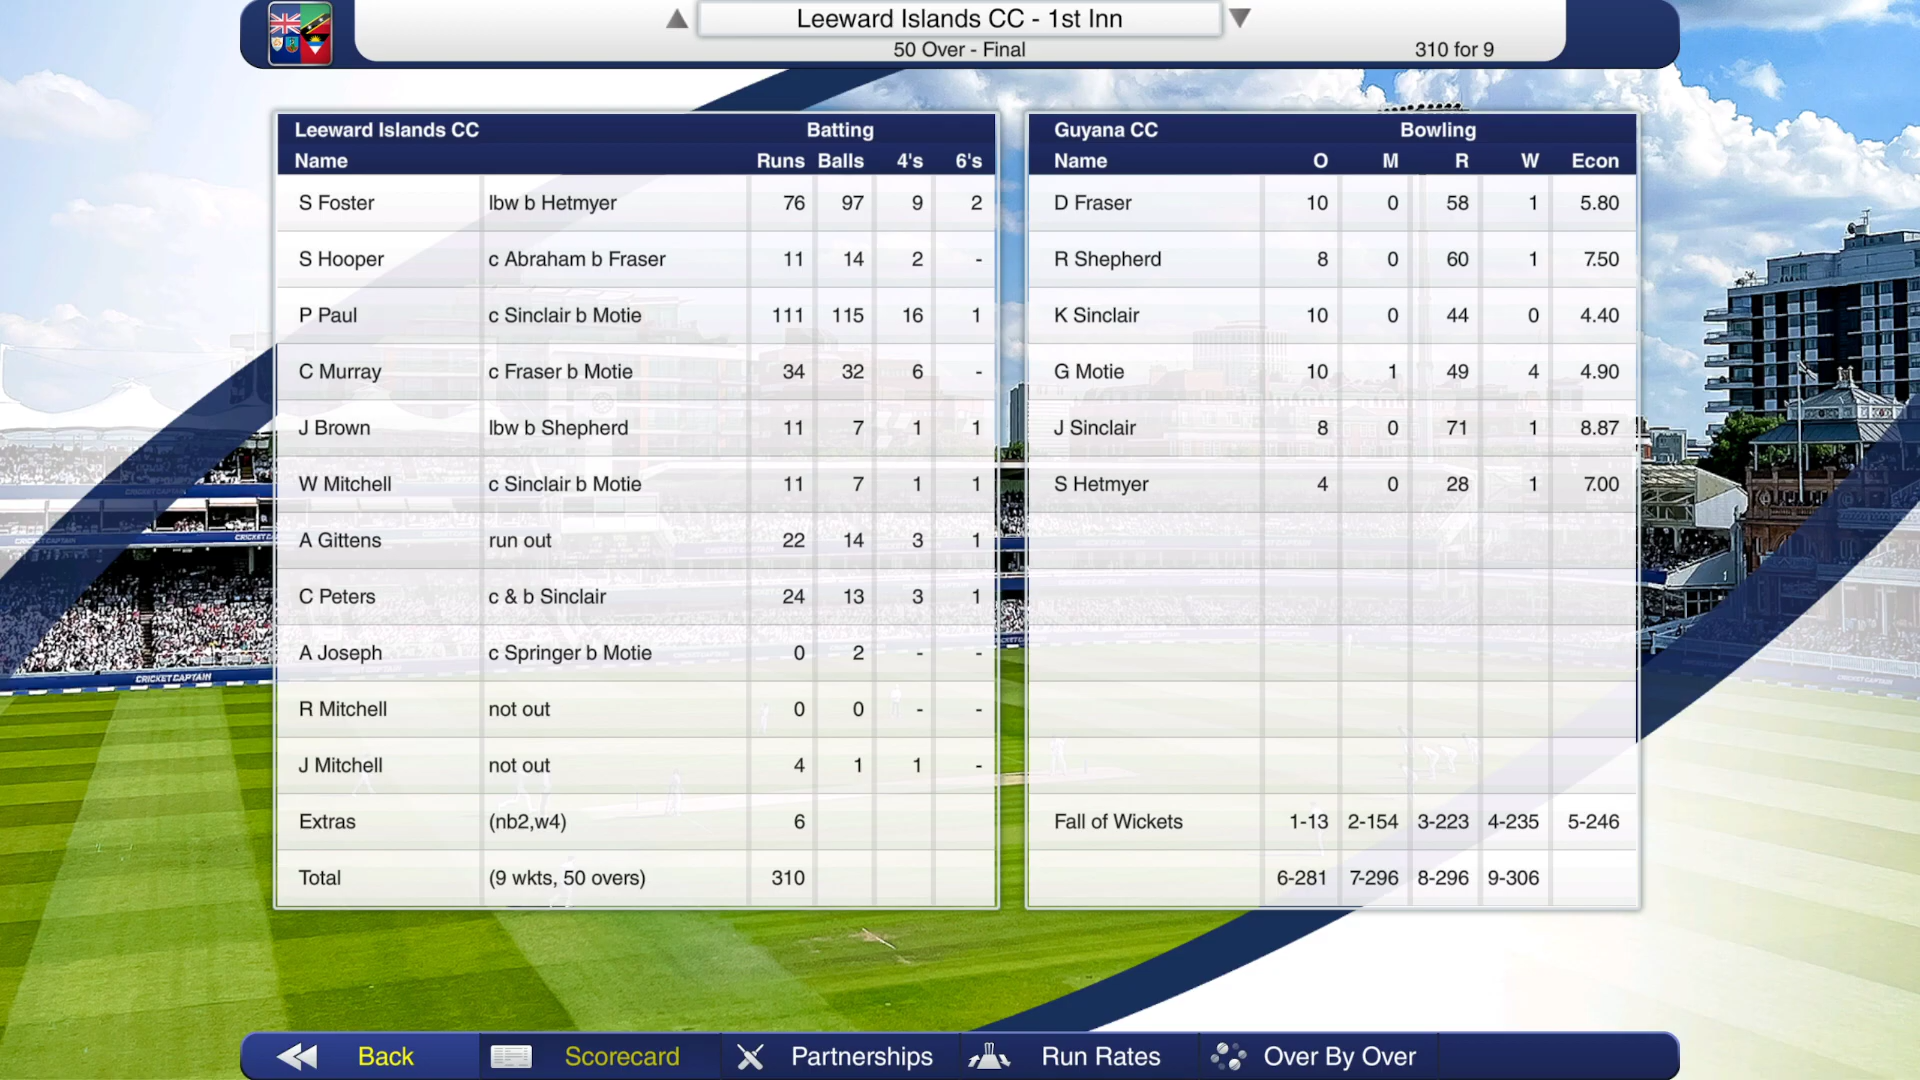 Leeward Islands CC - 1st Inn
50 Over - Final
310 for 9
Leeward Islands CC Batting
Name Runs Balls 4's 6's
S Foster lbw b Hetmyer 76 97 9 2
S Hooper c Abraham b Fraser 11 14 2 -
P Paul c Sinclair b Motie 111 115 16 1
C Murray c Fraser b Motie 34 32 6 -
J Brown lbw b Shepherd 11 7 1 1
W Mitchell c Sinclair b Motie 11 7 1 1
A Gittens run out 22 14 3 1
C Peters c & b Sinclair 24 13 3 1
A Joseph c Springer b Motie 0 2 - -
R Mitchell not out 0 0 - -
J Mitchell not out 4 1 1 -
Extras (nb2,w4) 6
Total (9 wkts, 50 overs) 310
Guyana CC Bowling
Name O M R W Econ
D Fraser 10 0 58 1 5.80
R Shepherd 8 0 60 1 7.50
K Sinclair 10 0 44 0 4.40
G Motie 10 1 49 4 4.90
J Sinclair 8 0 71 1 8.87
S Hetmyer 4 0 28 1 7.00
Fall of Wickets 1-13 2-154 3-223 4-235 5-246
6-281 7-296 8-296 9-306
CRICKET CAPTAIN
Back Scorecard Partnerships Run Rates Over By Over